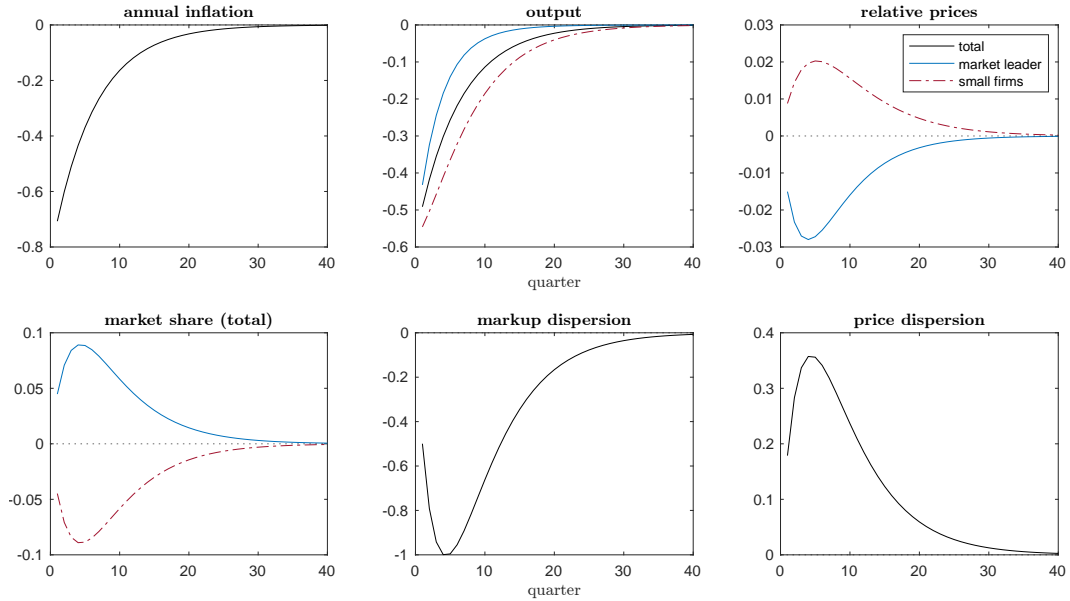 annual inflation
0
-0.2
-0.4
-0.6
-0.8
0 10 20 30 40
output
0
-0.1
-0.2
-0.3
-0.4
-0.5
-0.6
0 10 20 30 40
quarter
relative prices
0.03
0.02
0.01
0
-0.01
-0.02
-0.03
0 10 20 30 40
total
market leader
small firms
market share (total)
0.1
0.05
0
-0.05
-0.1
0 10 20 30 40
markup dispersion
0
-0.2
-0.4
-0.6
-0.8
-1
0 10 20 30 40
quarter
price dispersion
0.4
0.3
0.2
0.1
0
0 10 20 30 40